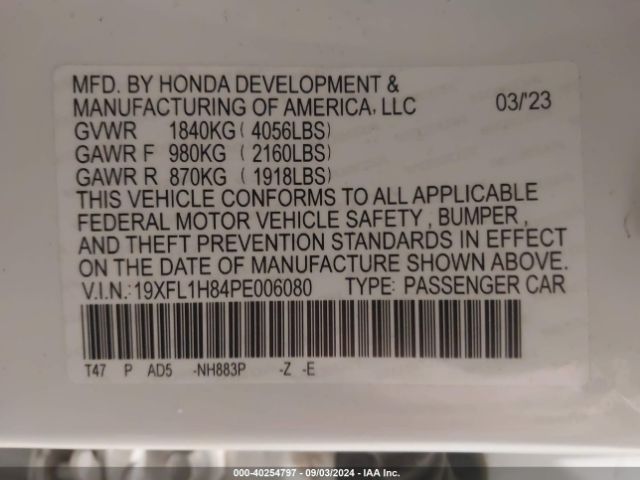 MFD. BY HONDA DEVELOPMENT &
MANUFACTURING OF AMERICA, LLC 03/'23
GVWR 1840KG ( 4056LBS)
GAWR F 980KG ( 2160LBS)
GAWR R 870KG ( 1918LBS)
THIS VEHICLE CONFORMS TO ALL APPLICABLE
FEDERAL MOTOR VEHICLE SAFETY , BUMPER ,
AND THEFT PREVENTION STANDARDS IN EFFECT
ON THE DATE OF MANUFACTURE SHOWN ABOVE.
V.I.N.:19XFL1H84PE006080 TYPE: PASSENGER CAR
T47 P AD5 -NH883P -Z -E
000-40254797 - 09/03/2024 - IAA Inc.